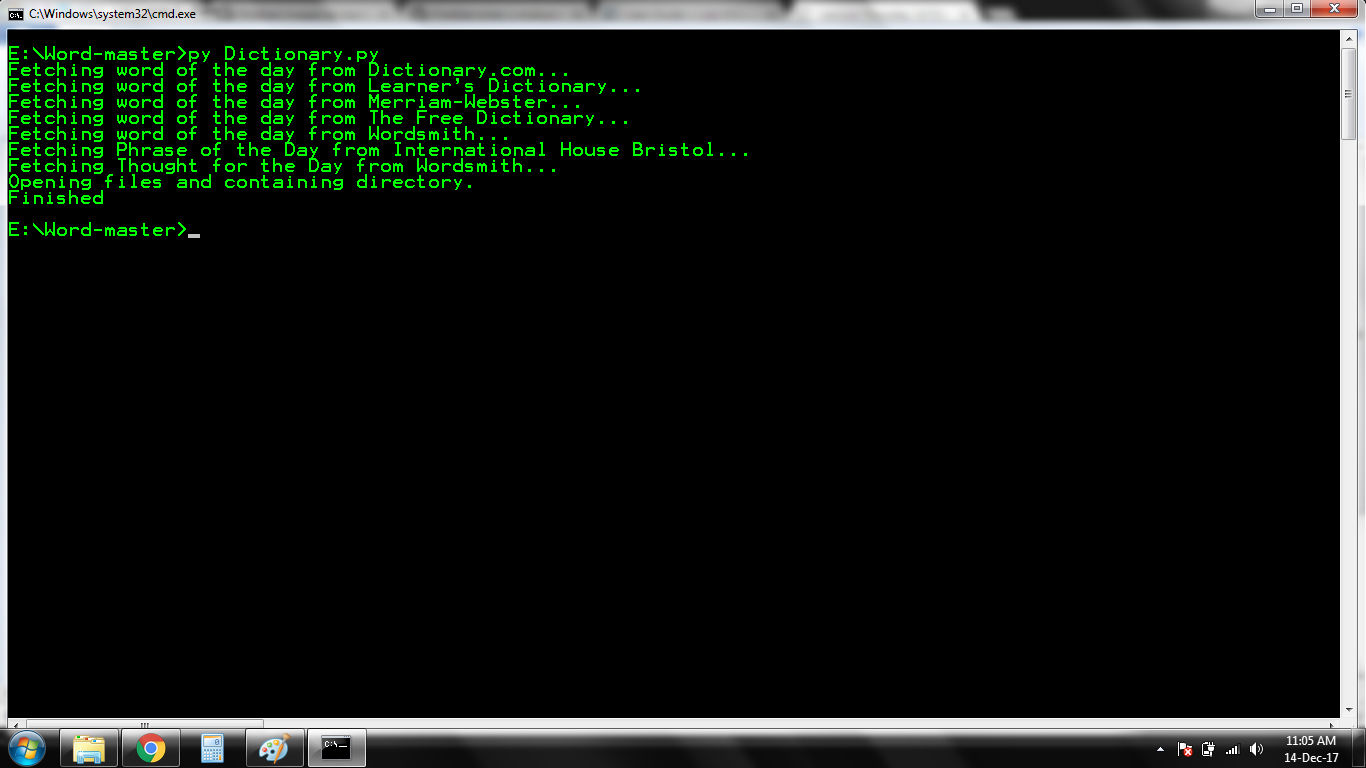 C:\Windows\system32\cmd.exe
E:\Word-master>py Dictionary.py
Fetching word of the day from Dictionary.com...
Fetching word of the day from Learner's Dictionary...
Fetching word of the day from Merriam-Webster...
Fetching word of the day from The Free Dictionary...
Fetching word of the day from Wordsmith...
Fetching Phrase of the Day from International House Bristol...
Fetching Thought for the Day from Wordsmith...
Opening files and containing directory.
Finished
E:\Word-master>_
11:05 AM
14-Dec-17